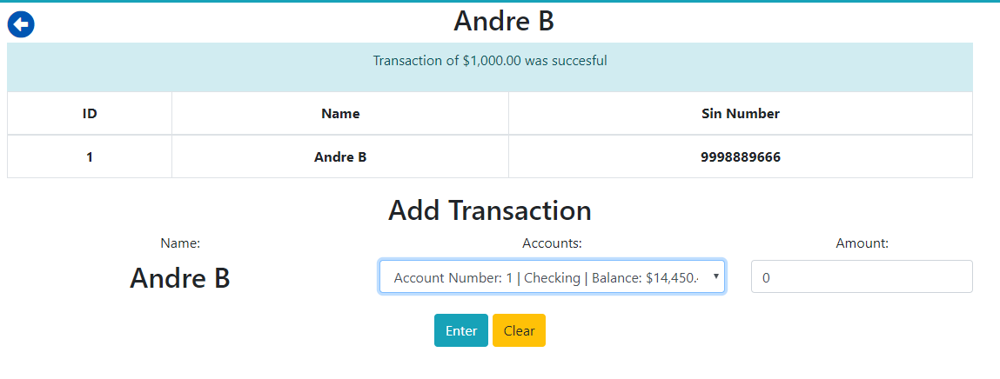 Andre B
Transaction of $1,000.00 was succesful
ID Name Sin Number
1 Andre B 9998889666
Add Transaction
Name: Accounts: Amount:
Andre B Account Number: 1 | Checking | Balance: $14,450. 0
Enter Clear